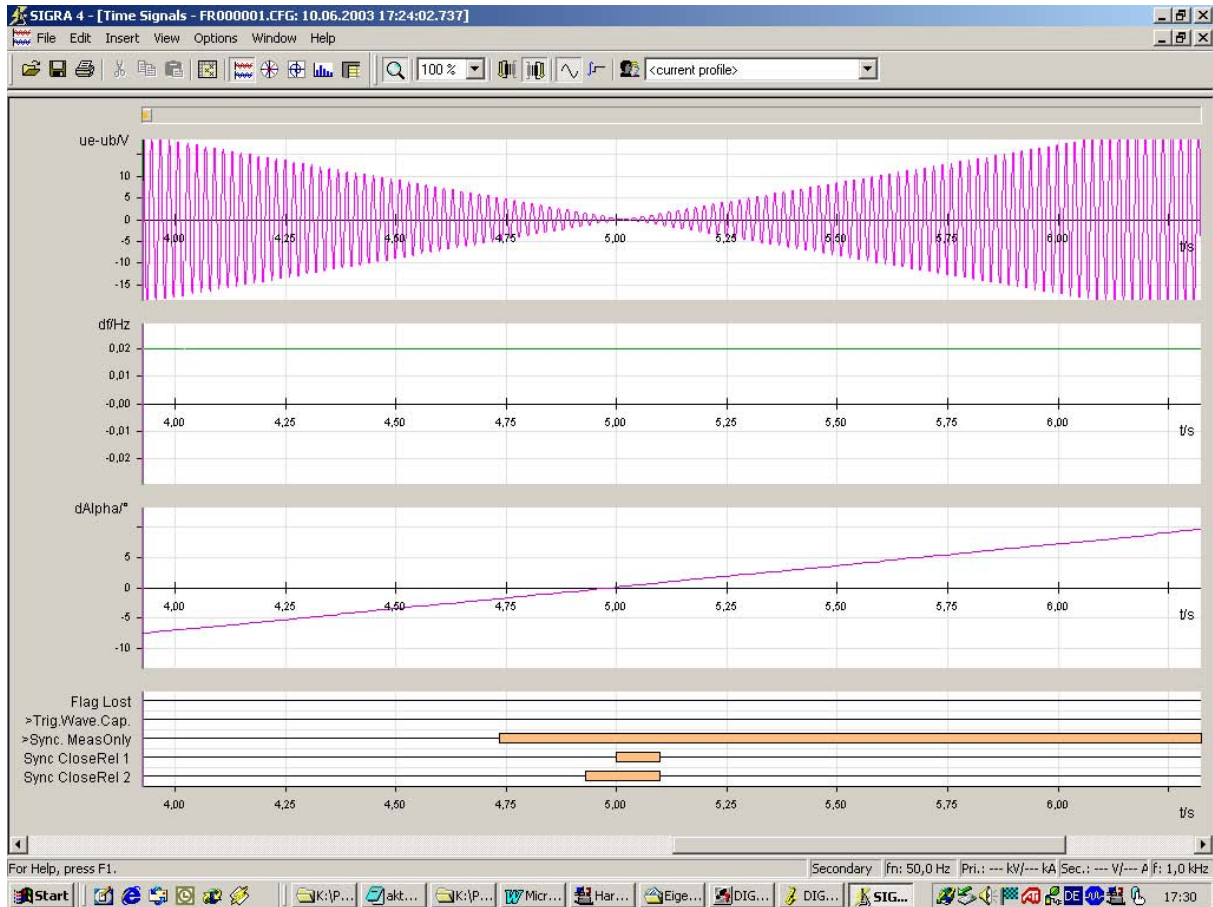 SIGRA 4 - [Time Signals - FR000001.CFG: 10.06.2003 17:24:02.737]
File Edit Insert View Options Window Help
100 % <current profile>
ue-ub/V
10
5
0
-5
-10
-15
4,00 4,25 4,50 4,75 5,00 5,25 5,50 5,75 6,00 t/s
df/Hz
0,02
0,01
-0,00
-0,01
-0,02
4,00 4,25 4,50 4,75 5,00 5,25 5,50 5,75 6,00 t/s
dAlpha/°
5
0
-5
-10
4,00 4,25 4,50 4,75 5,00 5,25 5,50 5,75 6,00 t/s
Flag Lost
>Trig.Wave.Cap.
>Sync. MeasOnly
Sync CloseRel 1
Sync CloseRel 2
4,00 4,25 4,50 4,75 5,00 5,25 5,50 5,75 6,00 t/s
For Help, press F1. Secondary fn: 50,0 Hz Pri.: --- kV/--- kA Sec.: --- V/--- A f: 1,0 kHz
Start K:\P... akt... K:\P... Micr... Har... Eige... DIG... DIG... SIG... DE 17:30